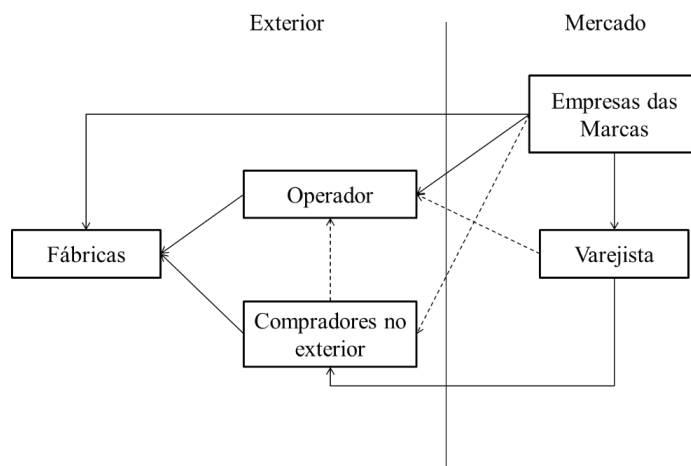 Exterior
Mercado
Empresas das
Marcas
Operador
Fábricas
Varejista
Compradores no
exterior